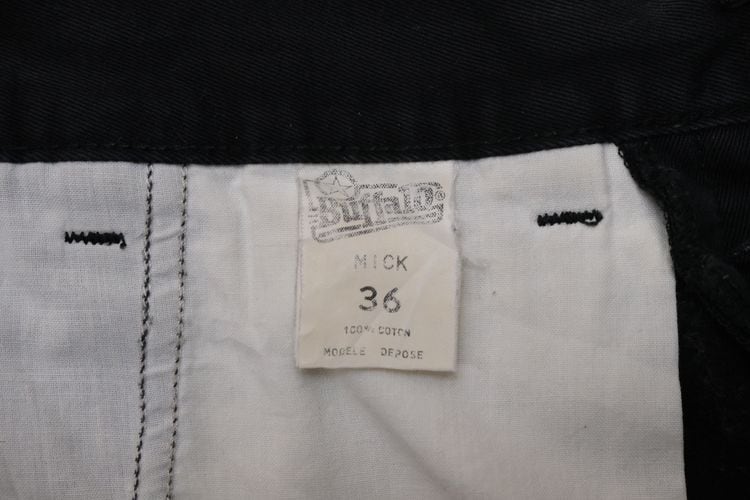 Buffalo®
MICK
36
100% COTON
MODELE DEPOSE